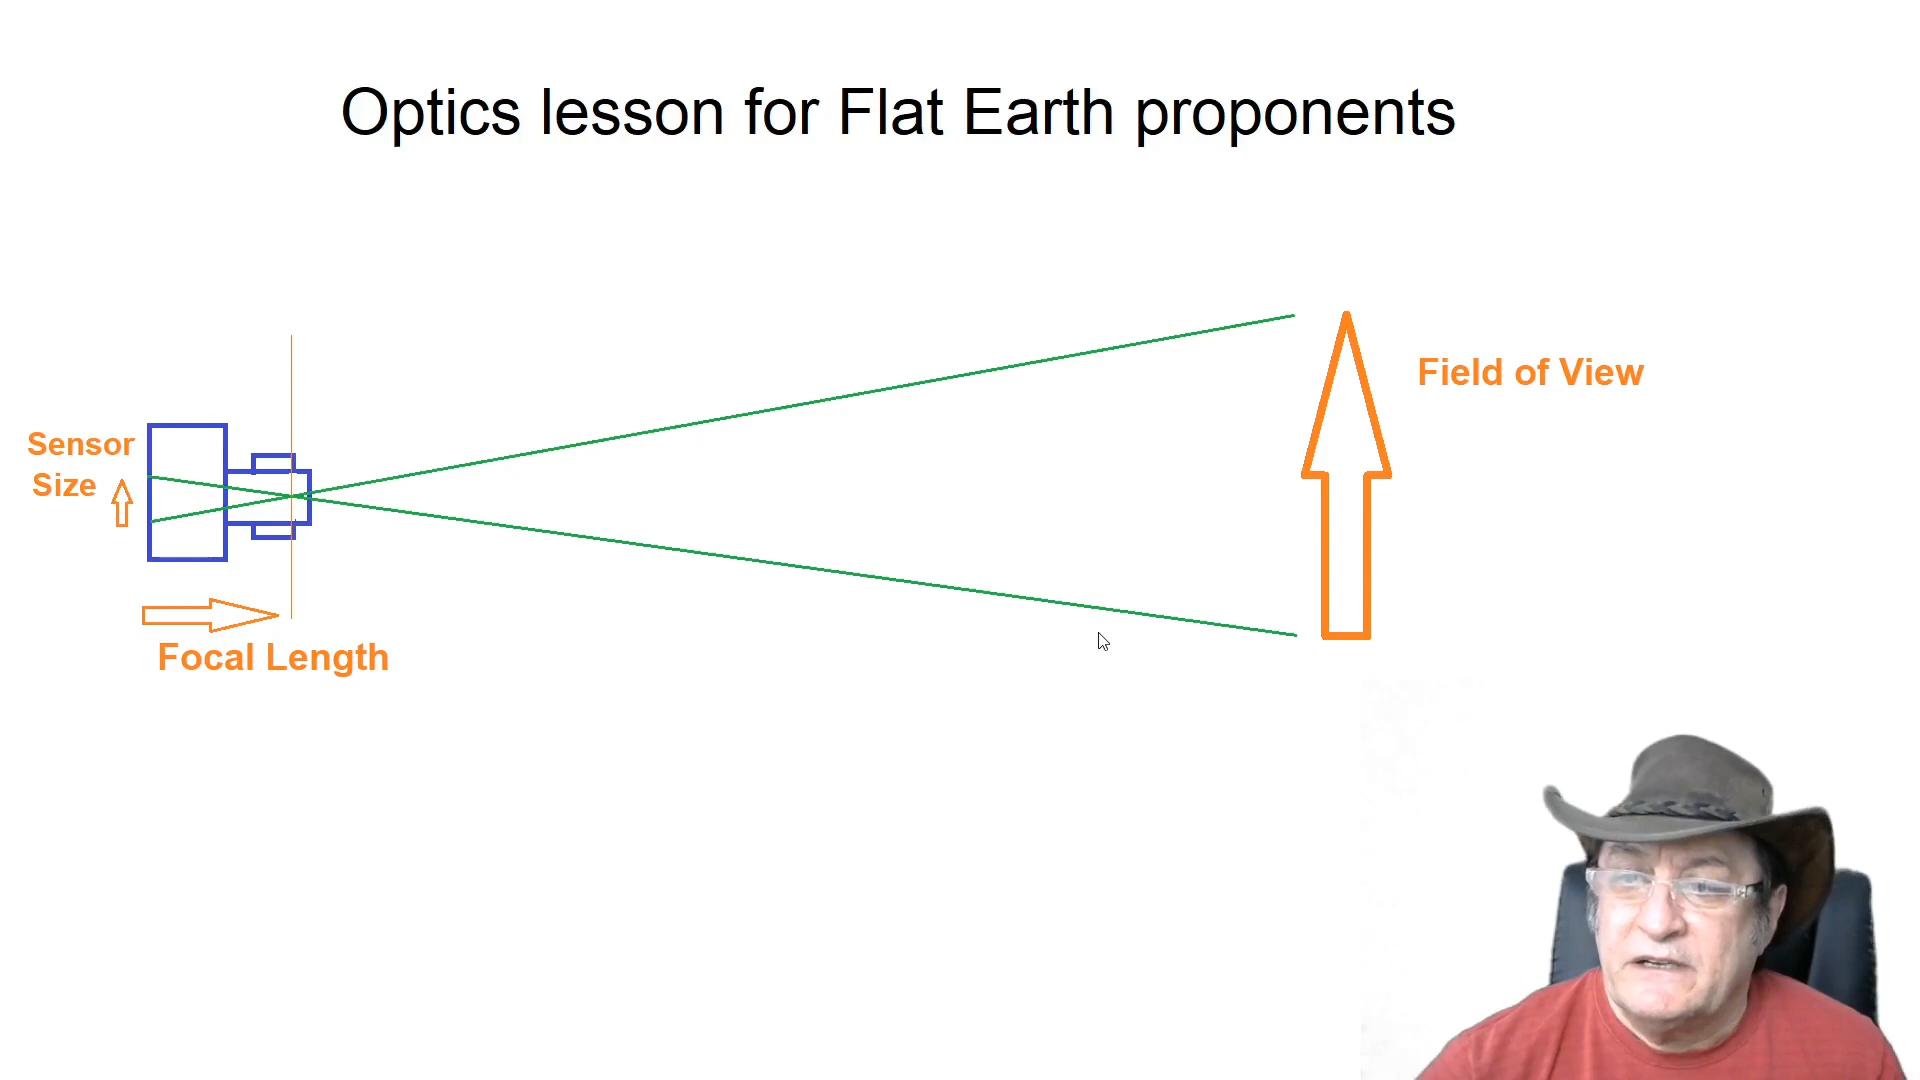 Optics lesson for Flat Earth proponents
Field of View
Sensor
Size
Focal Length